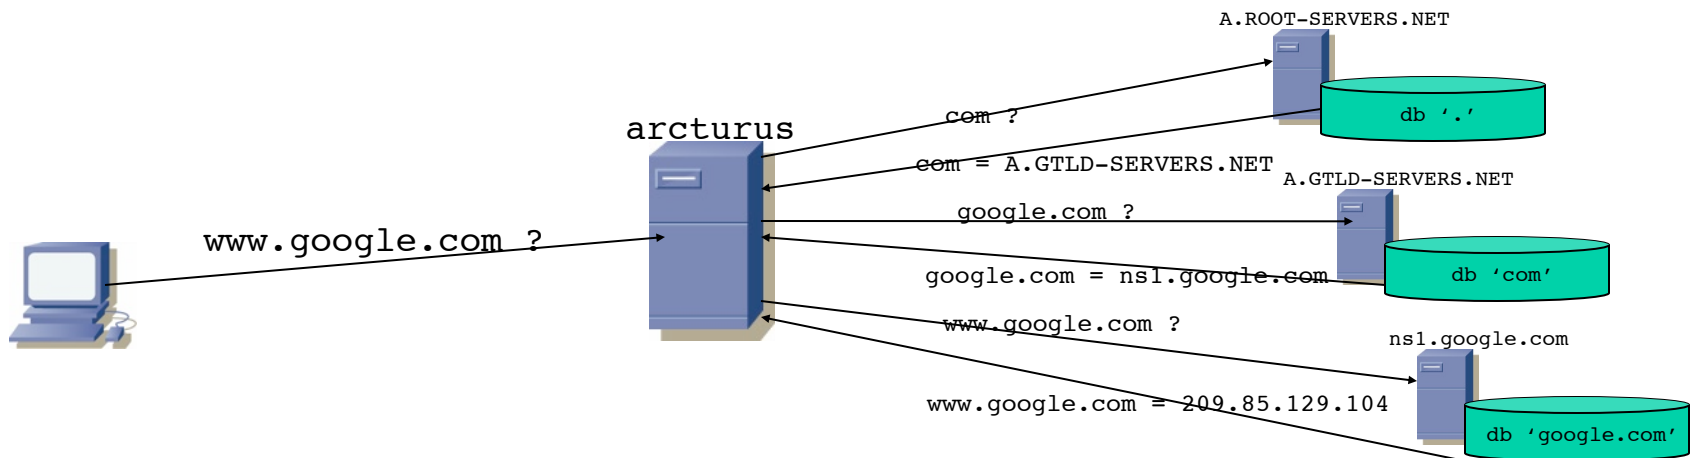 A.ROOT-SERVERS.NET
com ?
db ‘.’
arcturus
com = A.GTLD-SERVERS.NET
A.GTLD-SERVERS.NET
google.com ?
www.google.com ?
google.com = ns1.google.com
db ‘com’
www.google.com ?
ns1.google.com
www.google.com = 209.85.129.104
db ‘google.com’